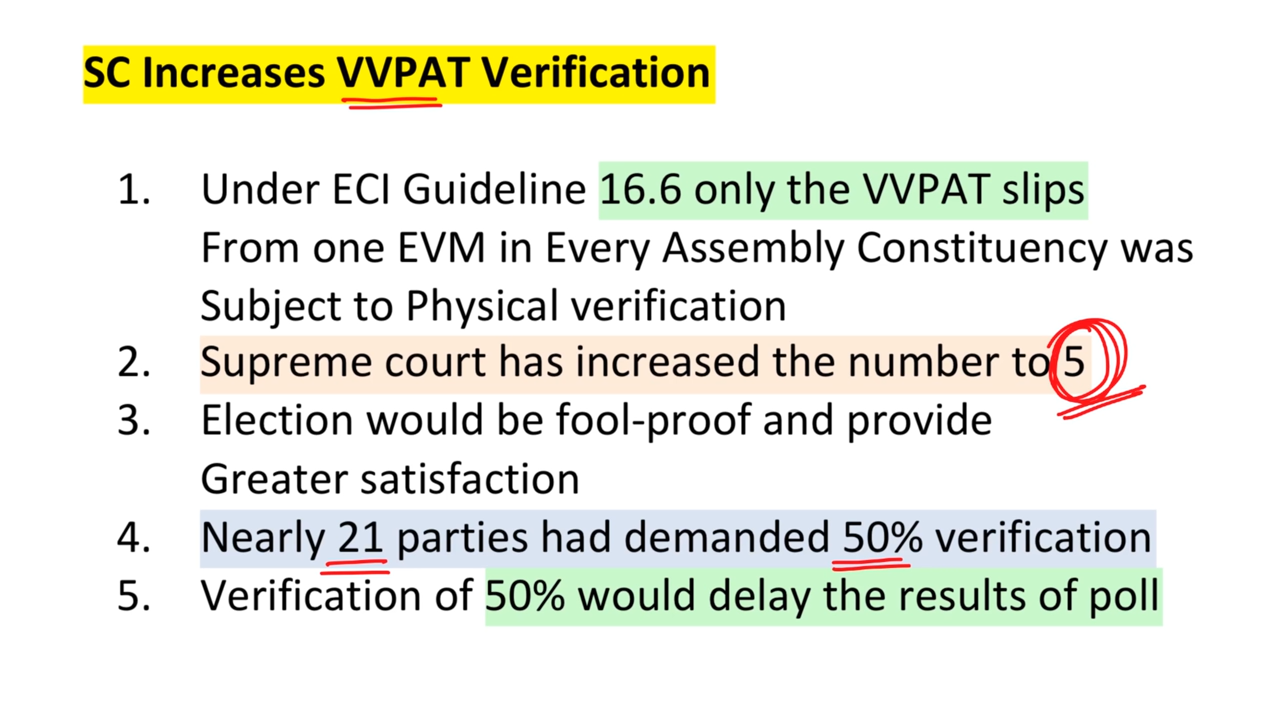 SC Increases VVPAT Verification
1. Under ECI Guideline 16.6 only the VVPAT slips
From one EVM in Every Assembly Constituency was
Subject to Physical verification
2. Supreme court has increased the number to 5
3. Election would be fool-proof and provide
Greater satisfaction
4. Nearly 21 parties had demanded 50% verification
5. Verification of 50% would delay the results of poll